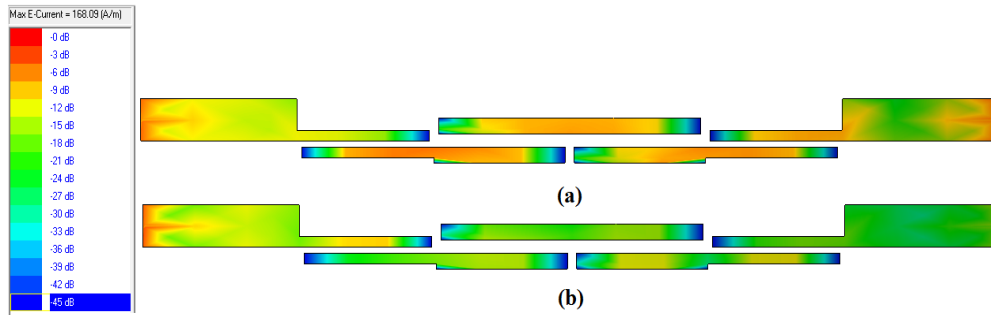 Max E-Current = 168.09 (A/m)
-0 dB
-3 dB
-6 dB
-9 dB
-12 dB
-15 dB
-18 dB
-21 dB
-24 dB
-27 dB
-30 dB
-33 dB
-36 dB
-39 dB
-42 dB
-45 dB
(a)
(b)